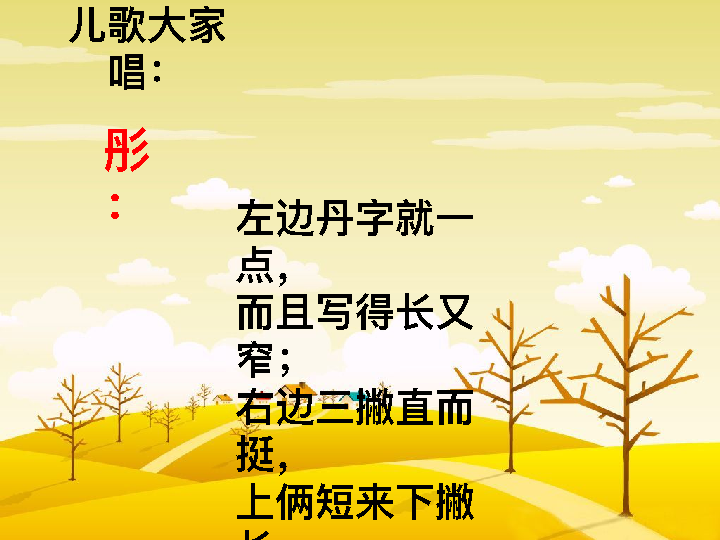 儿歌大家
唱：
彤
：
左边丹字就一
点，
而且写得长又
窄；
右边三撇直而
挺，
上俩短来下撇